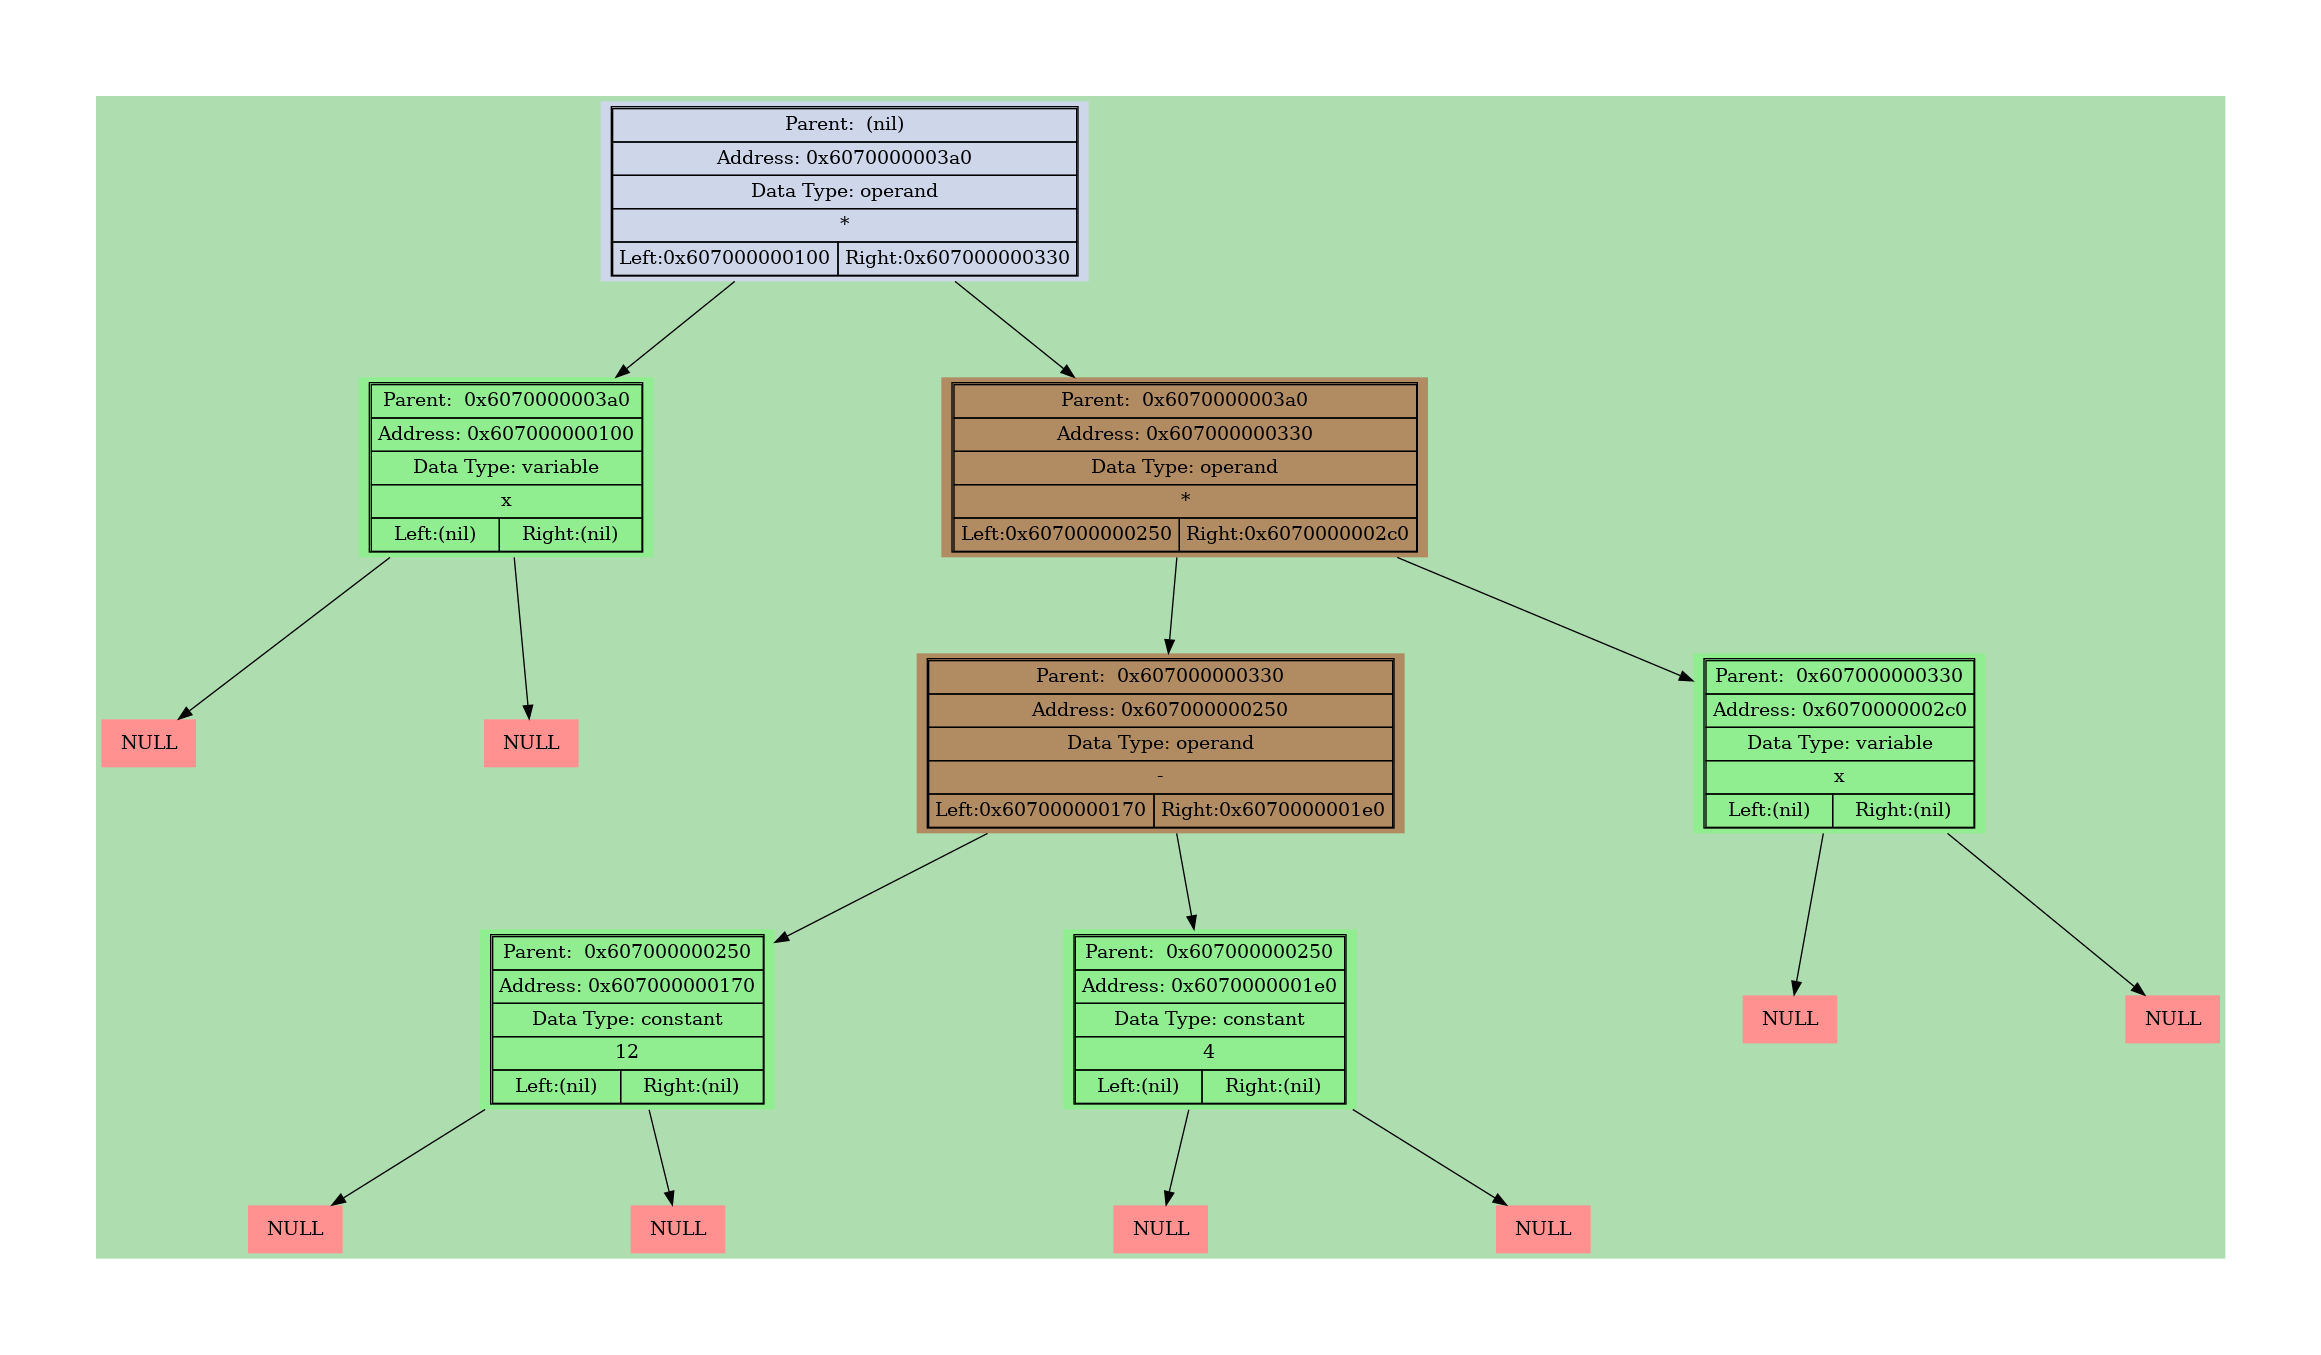 Parent:  (nil)
Address: 0x6070000003a0
Data Type: operand
*
Left:0x607000000100 Right:0x607000000330
Parent:  0x6070000003a0
Address: 0x607000000100
Data Type: variable
x
Left:(nil) Right:(nil)
Parent:  0x6070000003a0
Address: 0x607000000330
Data Type: operand
*
Left:0x607000000250 Right:0x6070000002c0
NULL
NULL
Parent:  0x607000000330
Address: 0x607000000250
Data Type: operand
-
Left:0x607000000170 Right:0x6070000001e0
Parent:  0x607000000330
Address: 0x6070000002c0
Data Type: variable
x
Left:(nil) Right:(nil)
Parent:  0x607000000250
Address: 0x607000000170
Data Type: constant
12
Left:(nil) Right:(nil)
Parent:  0x607000000250
Address: 0x6070000001e0
Data Type: constant
4
Left:(nil) Right:(nil)
NULL
NULL
NULL
NULL
NULL
NULL